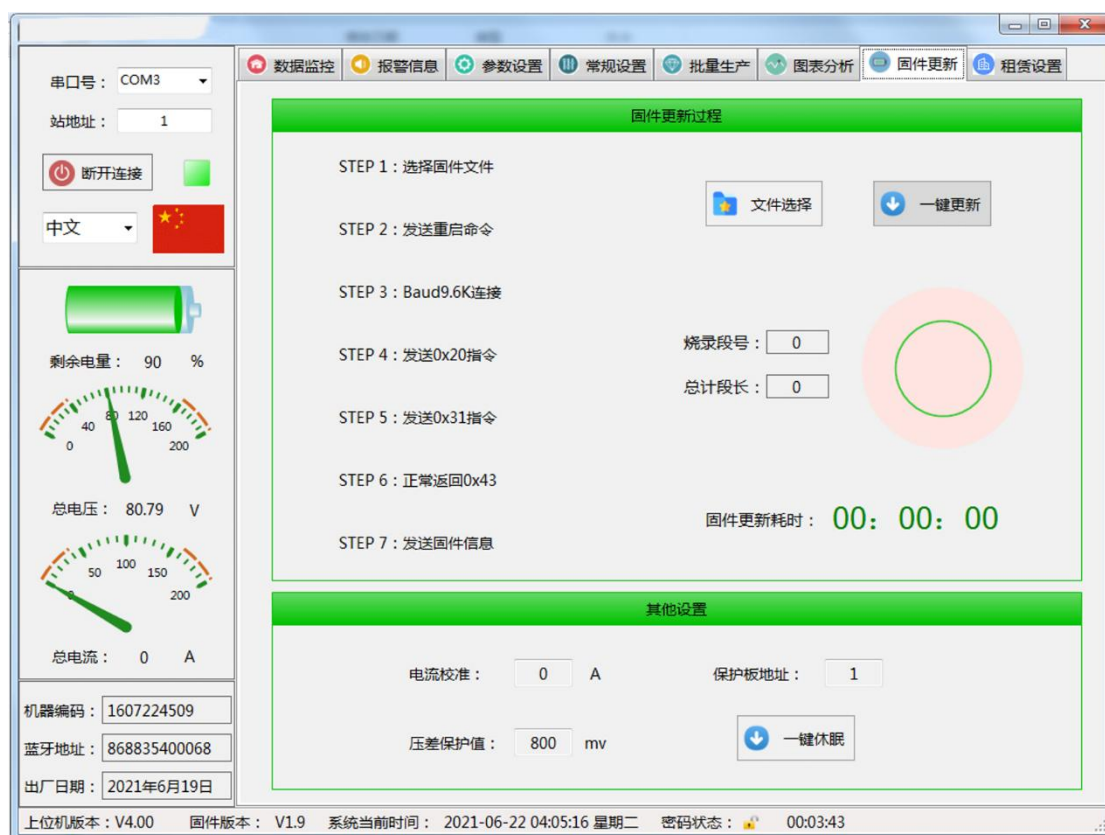 数据监控 报警信息 参数设置 常规设置 批量生产 图表分析 固件更新 租赁设置
串口号： COM3
站地址： 1
断开连接
中文
剩余电量： 90 %
0 40 80 120 160 200
总电压： 80.79 V
0 50 100 150 200
总电流： 0 A
机器编码： 1607224509
蓝牙地址： 868835400068
出厂日期： 2021年6月19日
固件更新过程
STEP 1：选择固件文件
STEP 2：发送重启命令
STEP 3：Baud9.6K连接
STEP 4：发送0x20指令
STEP 5：发送0x31指令
STEP 6：正常返回0x43
STEP 7：发送固件信息
文件选择 一键更新
烧录段号： 0
总计段长： 0
固件更新耗时： 00：00：00
其他设置
电流校准： 0 A 保护板地址： 1
压差保护值： 800 mv 一键休眠
上位机版本：V4.00 固件版本： V1.9 系统当前时间： 2021-06-22 04:05:16 星期二 密码状态： 00:03:43